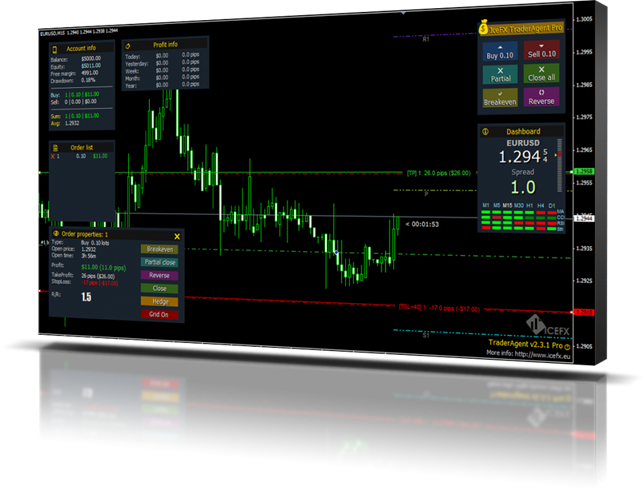 EURUSD,M15 1.2945 1.2946 1.2938 1.2944
Account info
Balance: $5000.00
Equity: $5011.00
Free margin: 4991.00
Drawdown: 0.18%
Buy: 1 | 0.10 | $11.00
Sell: 0 | 0.00 | $0.00
Sum: 1 | 0.10 | $11.00
Avg: 1.2932
Profit info
Today: $0.00 0.0 pips
Yesterday: $0.00 0.0 pips
Week: $0.00 0.0 pips
Month: $0.00 0.0 pips
Year: $0.00 0.0 pips
Order list
X 1 0.10 $11.00
Order properties: 1
X
Type: Buy 0.10 lots
Open price: 1.2932
Open time: 3h 56m
Profit: $11.00 (11.0 pips)
TakeProfit: 26 pips ($26.00)
StopLoss: -17 pips (-$17.00)
R/R: 1.5
Breakeven
Partial close
Reverse
Close
Hedge
Grid On
R1
[TP] 1: 26.0 pips ($26.00)
P
< 00:01:53
S1
IceFX TraderAgent Pro
Buy 0.10
Sell 0.10
Partial
Close all
Breakeven
Reverse
Dashboard
EURUSD
1.294 5 4
Spread
1.0
M1 M5 M15 M30 H1 H4 D1
1.3005
1.2995
1.2985
1.2975
1.2965
1.2958
1.2955
1.2944
1.2935
1.2925
1.2915
1.2905
ICEFX
TraderAgent v2.3.1 Pro
More info: http://www.icefx.eu